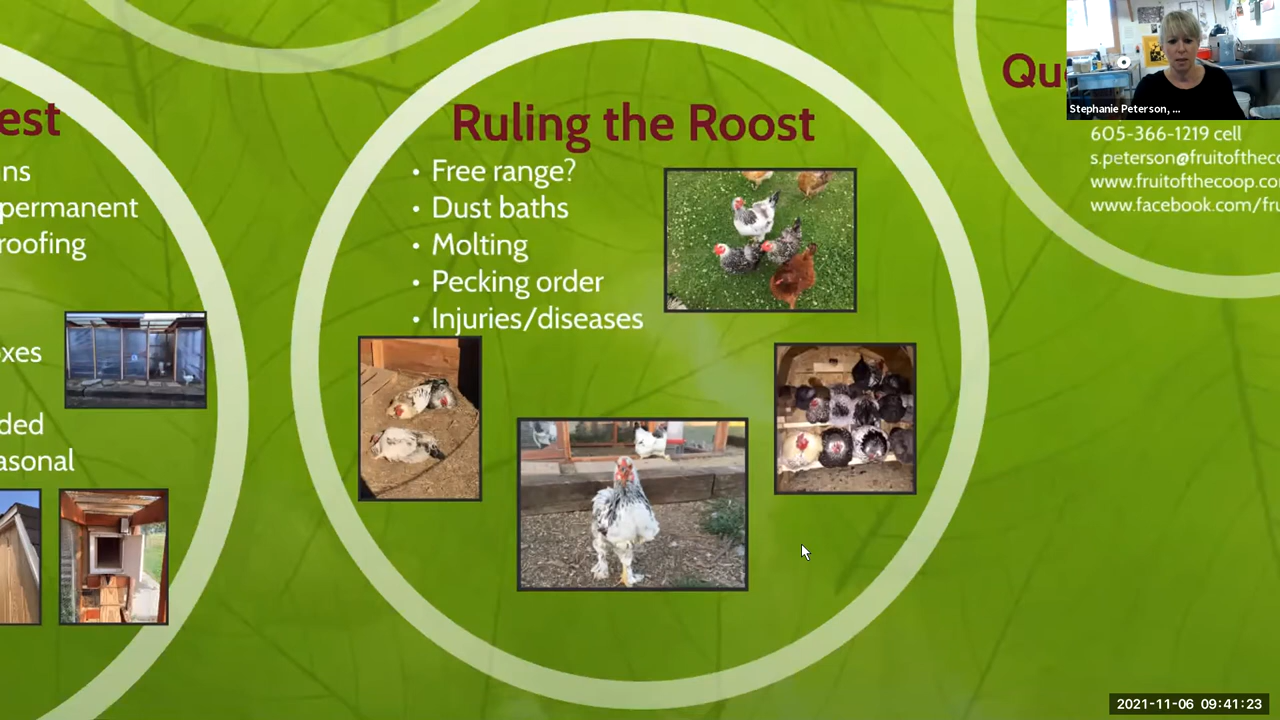 est
ns
permanent
roofing
oxes
ded
asonal
Ruling the Roost
• Free range?
• Dust baths
• Molting
• Pecking order
• Injuries/diseases
Qu
Stephanie Peterson, ...
605-366-1219 cell
s.peterson@fruitofthec
www.fruitofthecoop.co
www.facebook.com/fru
2021-11-06 09:41:23